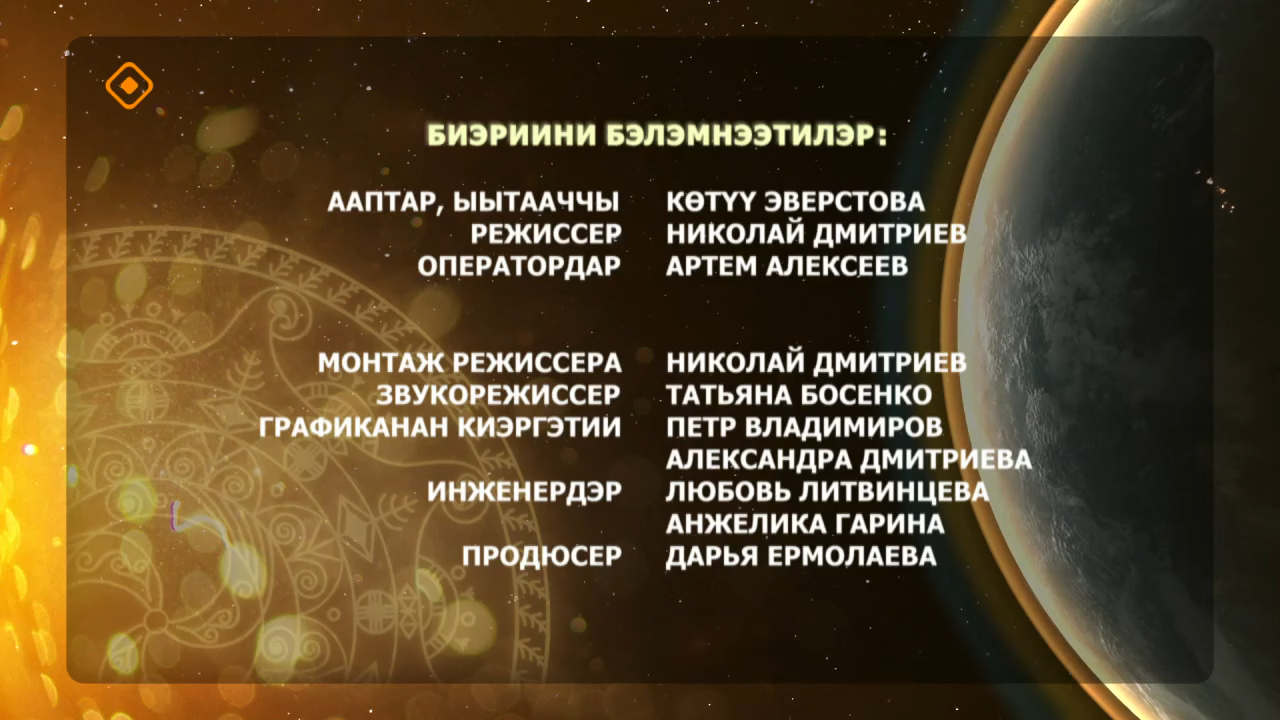 БИЭРИИНИ БЭЛЭМНЭЭТИЛЭР:
ААПТАР, ЫЫТААЧЧЫ КӨТҮҮ ЭВЕРСТОВА
РЕЖИССЕР НИКОЛАЙ ДМИТРИЕВ
ОПЕРАТОРДАР АРТЕМ АЛЕКСЕЕВ
МОНТАЖ РЕЖИССЕРА НИКОЛАЙ ДМИТРИЕВ
ЗВУКОРЕЖИССЕР ТАТЬЯНА БОСЕНКО
ГРАФИКАНАН КИЭРГЭТИИ ПЕТР ВЛАДИМИРОВ
АЛЕКСАНДРА ДМИТРИЕВА
ИНЖЕНЕРДЭР ЛЮБОВЬ ЛИТВИНЦЕВА
АНЖЕЛИКА ГАРИНА
ПРОДЮСЕР ДАРЬЯ ЕРМОЛАЕВА